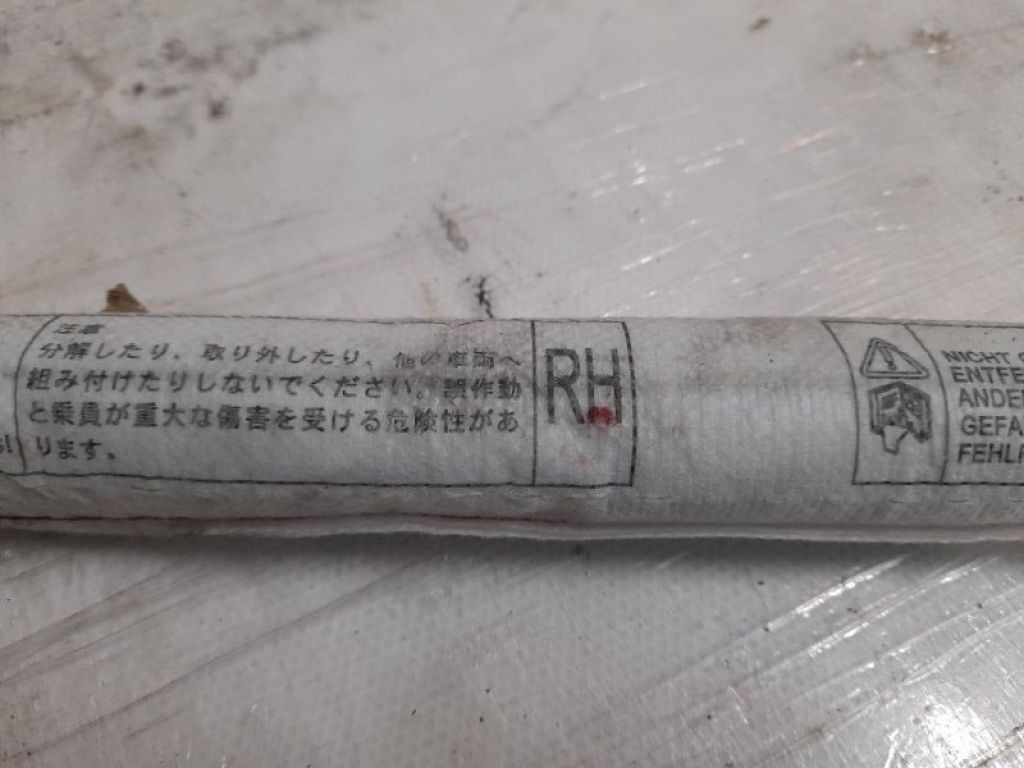 注意
分解したり、取り外したり、他の車両へ
組み付けたりしないでください。誤作動
と乗員が重大な傷害を受ける危険性があ
ります。
RH
NICHT
ENTFE
ANDER
GEFA
FEHLF